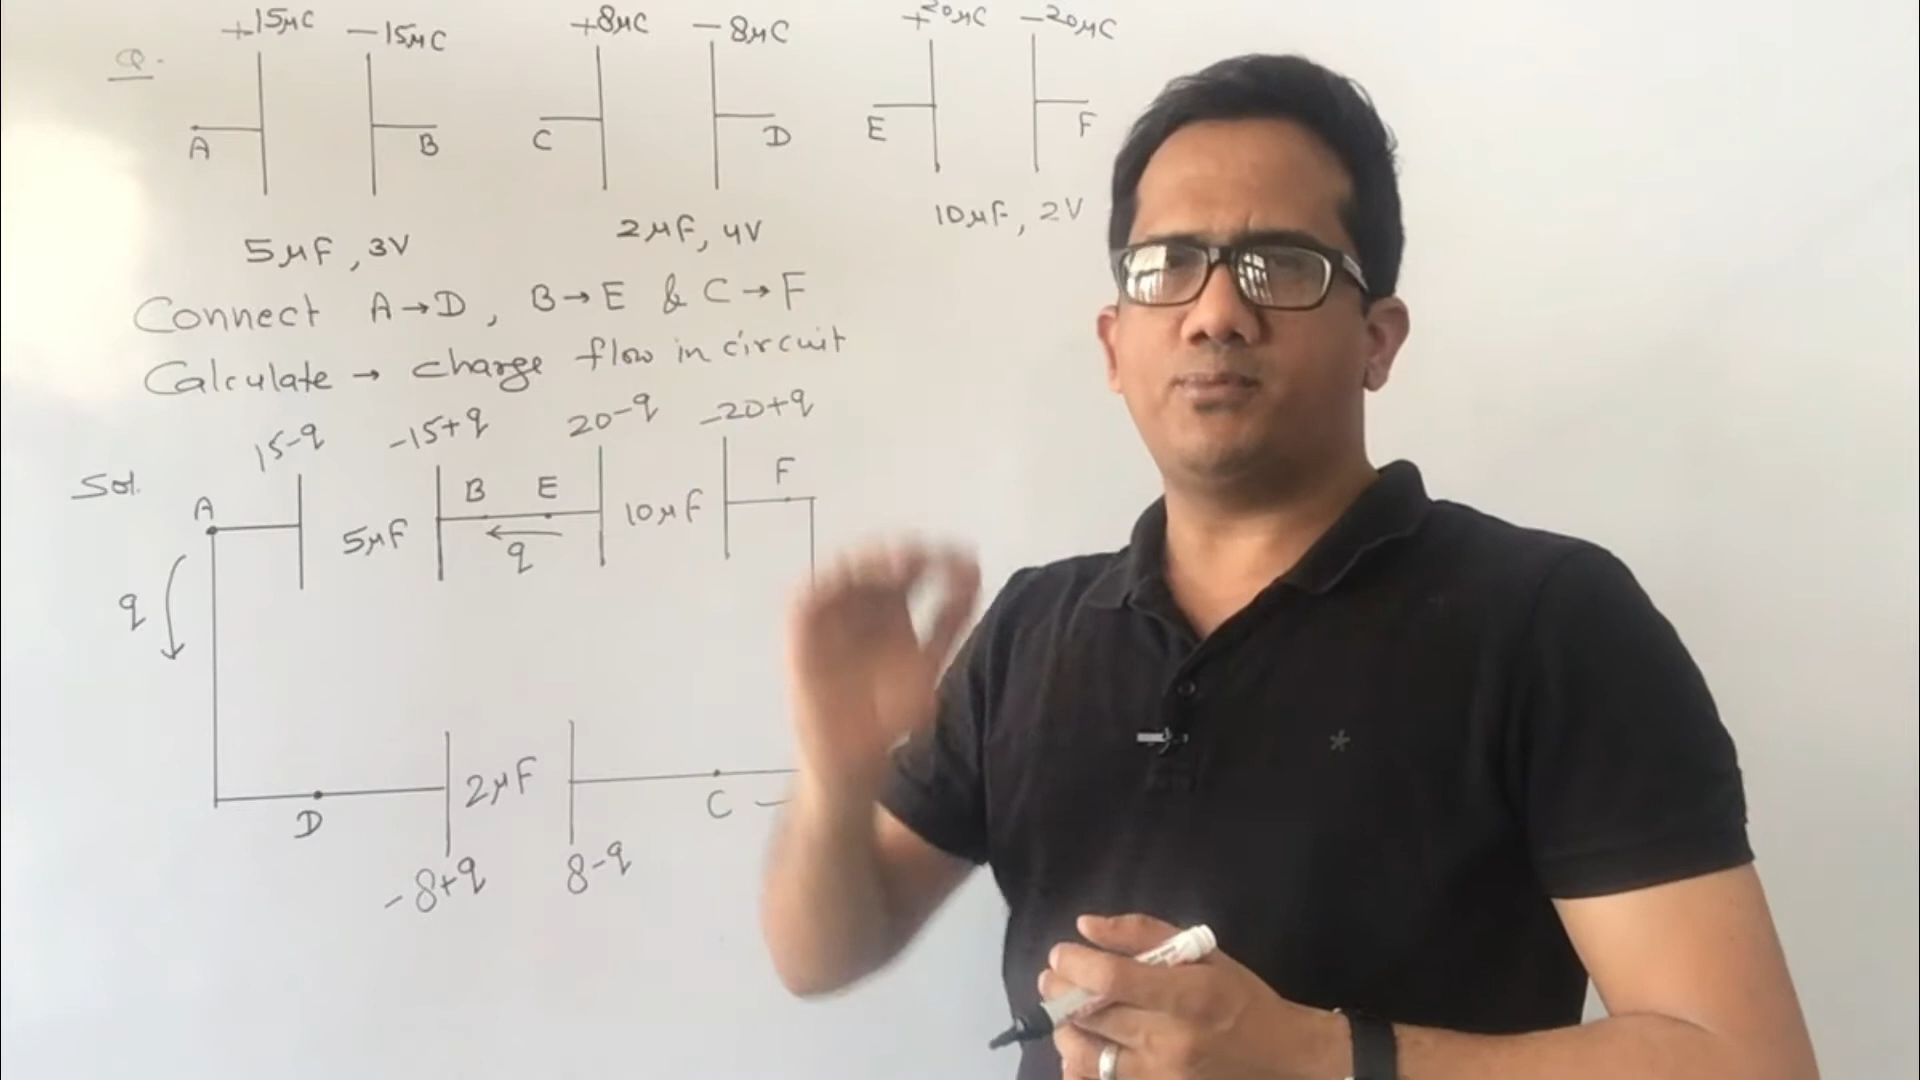 +15μC -15μC +8μC -8μC +20μC -20μC
Q.
A B C D E F
5μF, 3V 2μF, 4V 10μF, 2V
Connect A→D, B→E & C→F
Calculate → charge flow in circuit
15-q -15+q 20-q -20+q
Sol.
A 5μF B E 10μF F
q q
D 2μF C
-8+q 8-q